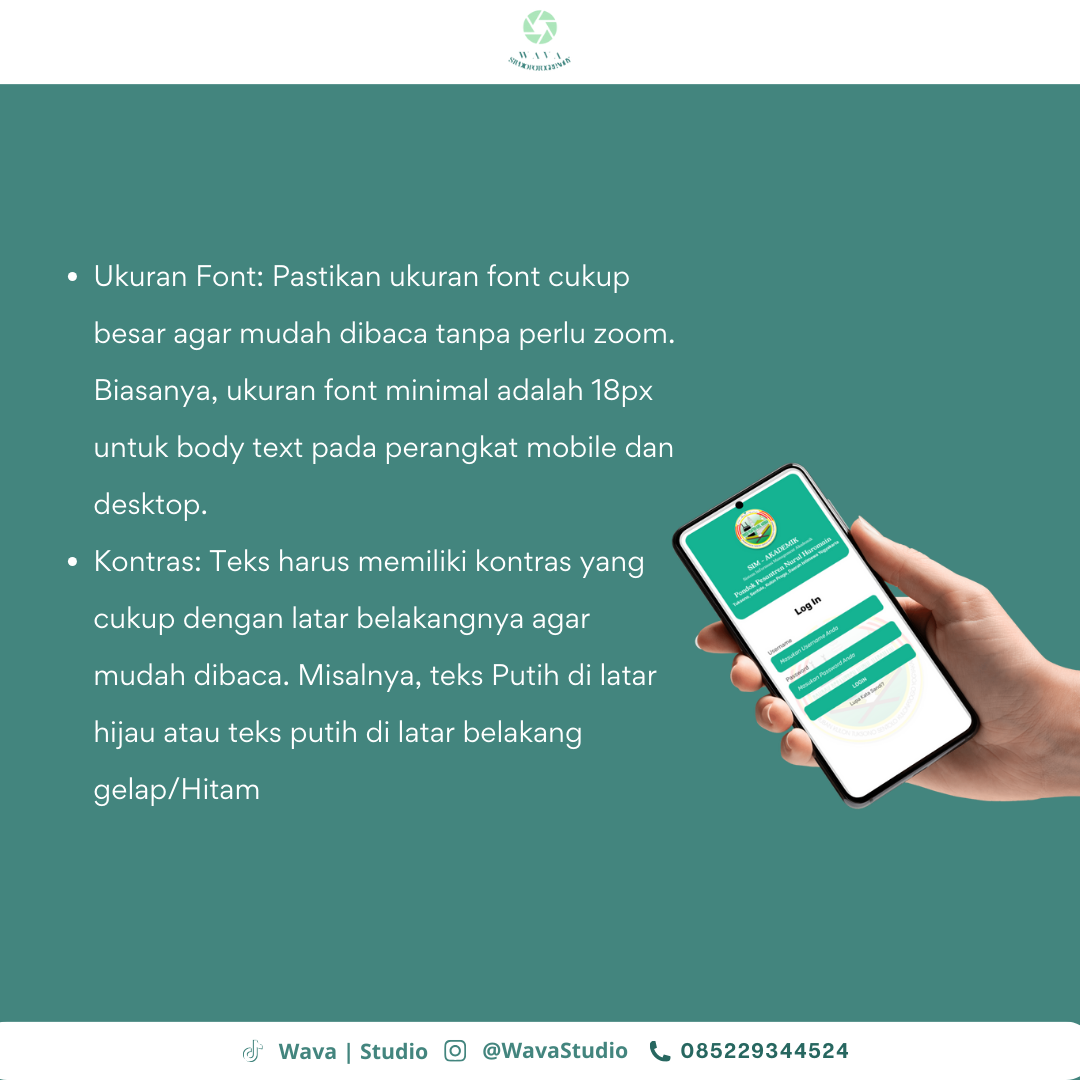 WAVA
Ukuran Font: Pastikan ukuran font cukup
besar agar mudah dibaca tanpa perlu zoom.
Biasanya, ukuran font minimal adalah 18px
untuk body text pada perangkat mobile dan
desktop.
Kontras: Teks harus memiliki kontras yang
cukup dengan latar belakangnya agar
mudah dibaca. Misalnya, teks Putih di latar
hijau atau teks putih di latar belakang
gelap/Hitam
SIM - AKADEMIK
Pondok Pesantren Nurul Haromain
Log In
Username
Masukan Username Anda
Password
Masukan Password Anda
LOGIN
Lupa Kata Sandi?
Wava | Studio @WavaStudio 085229344524